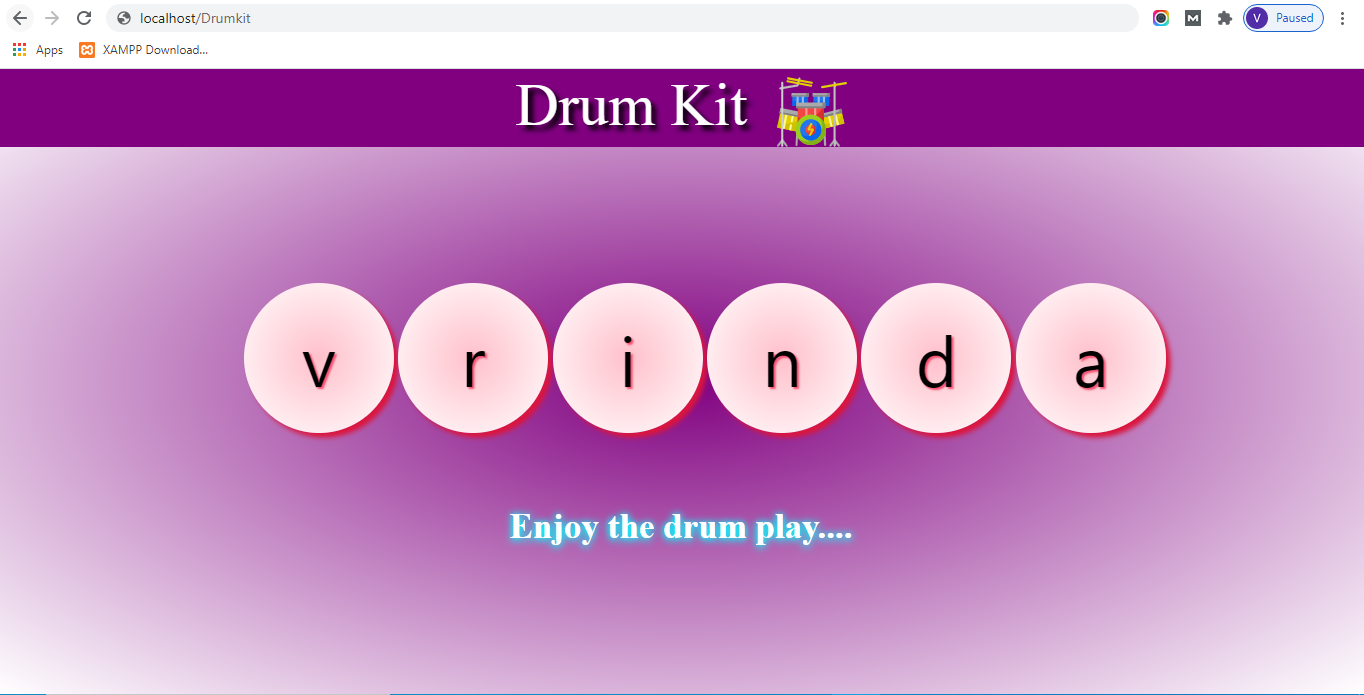 localhost/Drumkit
V Paused
Apps XAMPP Download...
Drum Kit
v r i n d a
Enjoy the drum play....